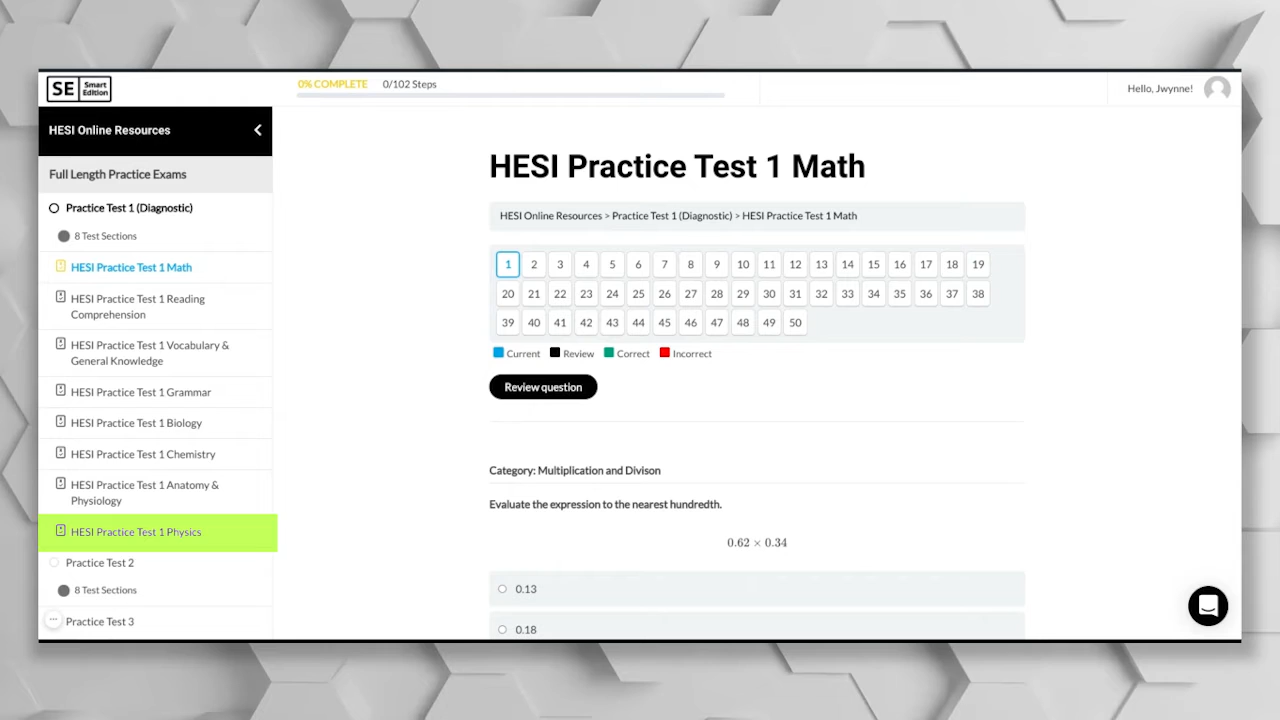 SE Smart Edition
0% COMPLETE 0/102 Steps
Hello, Jwynne!
HESI Online Resources
Full Length Practice Exams
Practice Test 1 (Diagnostic)
8 Test Sections
HESI Practice Test 1 Math
HESI Practice Test 1 Reading
Comprehension
HESI Practice Test 1 Vocabulary &
General Knowledge
HESI Practice Test 1 Grammar
HESI Practice Test 1 Biology
HESI Practice Test 1 Chemistry
HESI Practice Test 1 Anatomy &
Physiology
HESI Practice Test 1 Physics
Practice Test 2
8 Test Sections
Practice Test 3
HESI Practice Test 1 Math
HESI Online Resources > Practice Test 1 (Diagnostic) > HESI Practice Test 1 Math
1 2 3 4 5 6 7 8 9 10 11 12 13 14 15 16 17 18 19
20 21 22 23 24 25 26 27 28 29 30 31 32 33 34 35 36 37 38
39 40 41 42 43 44 45 46 47 48 49 50
Current Review Correct Incorrect
Review question
Category: Multiplication and Divison
Evaluate the expression to the nearest hundredth.
0.62 × 0.34
0.13
0.18